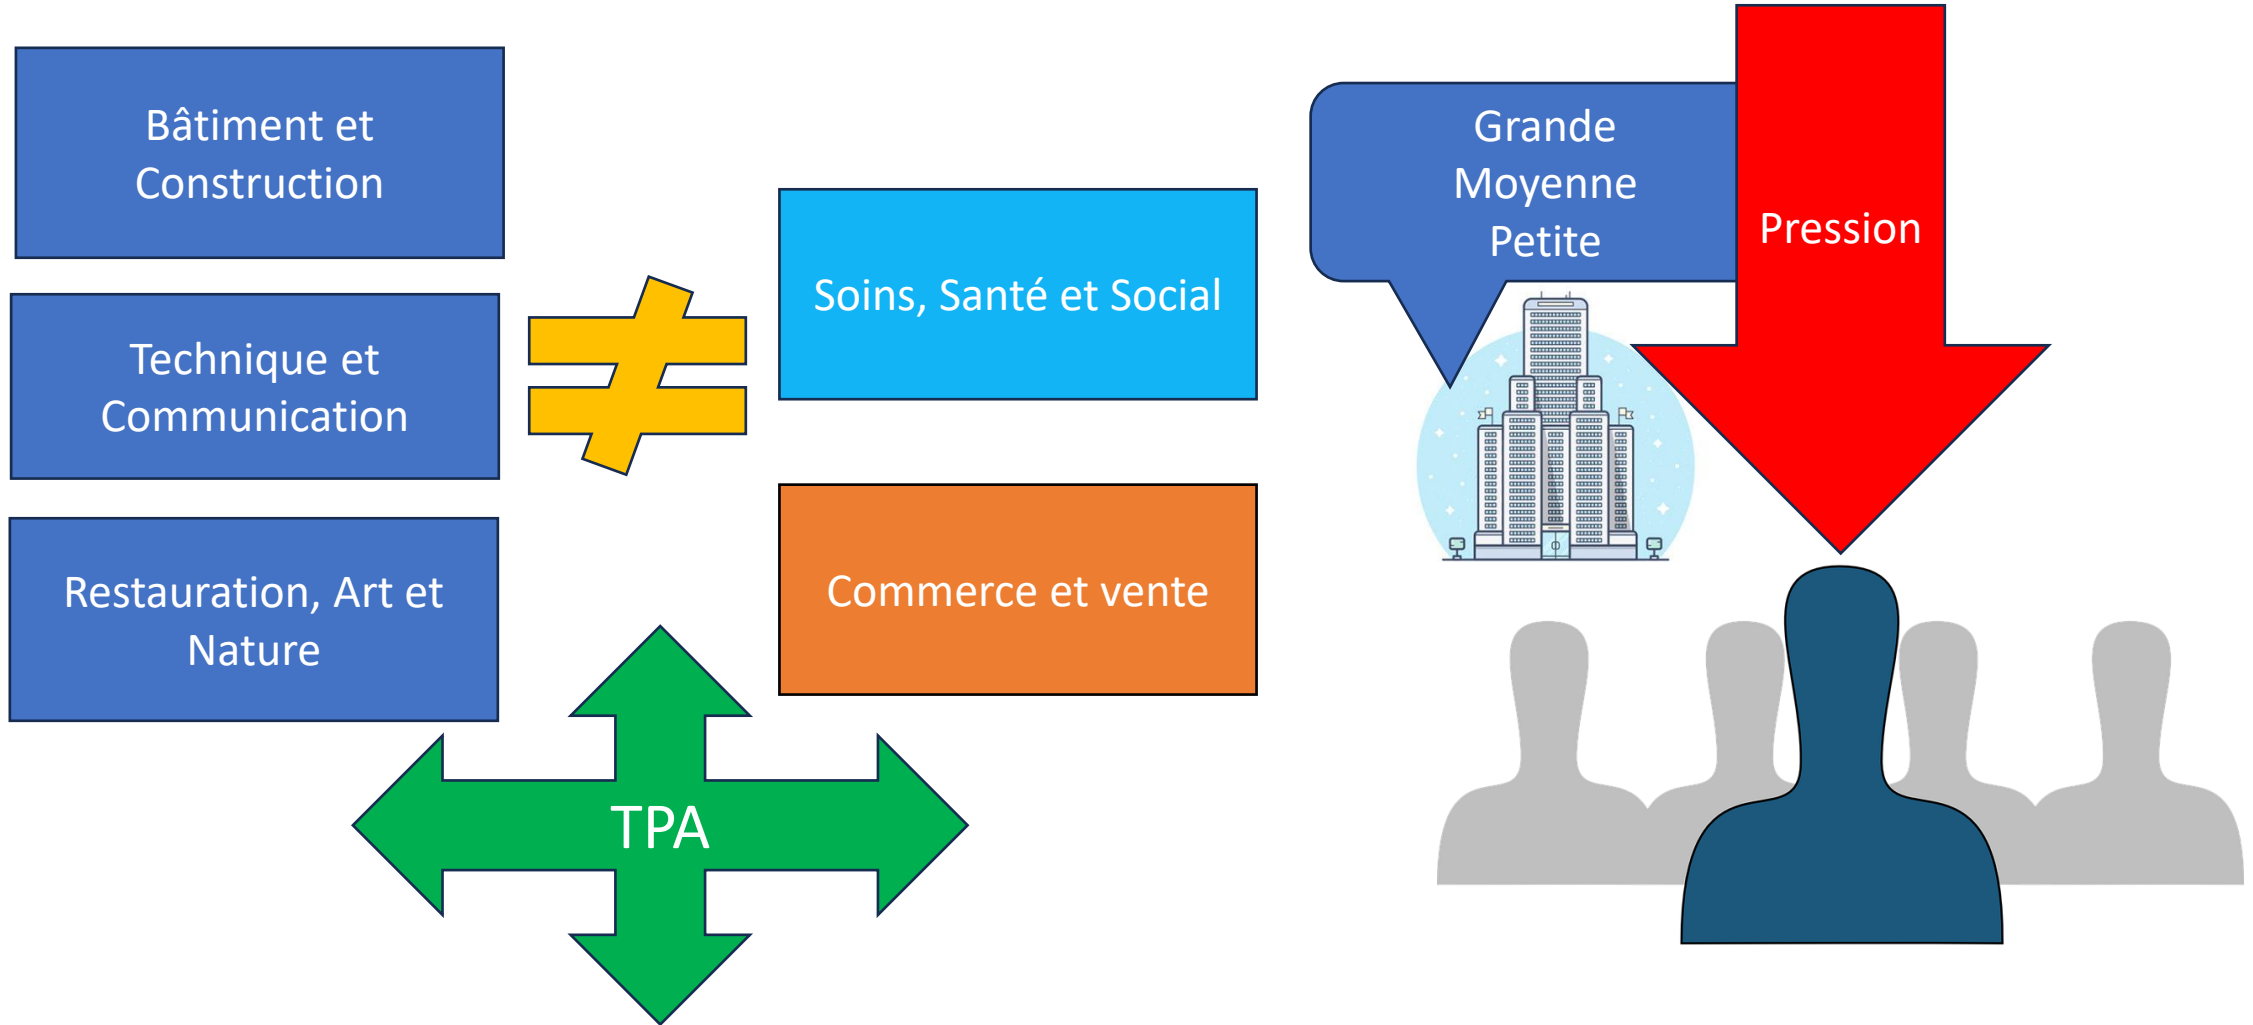 Bâtiment et
Construction
Technique et
Communication
Restauration, Art et
Nature
Soins, Santé et Social
Commerce et vente
TPA
Grande
Moyenne
Petite
Pression